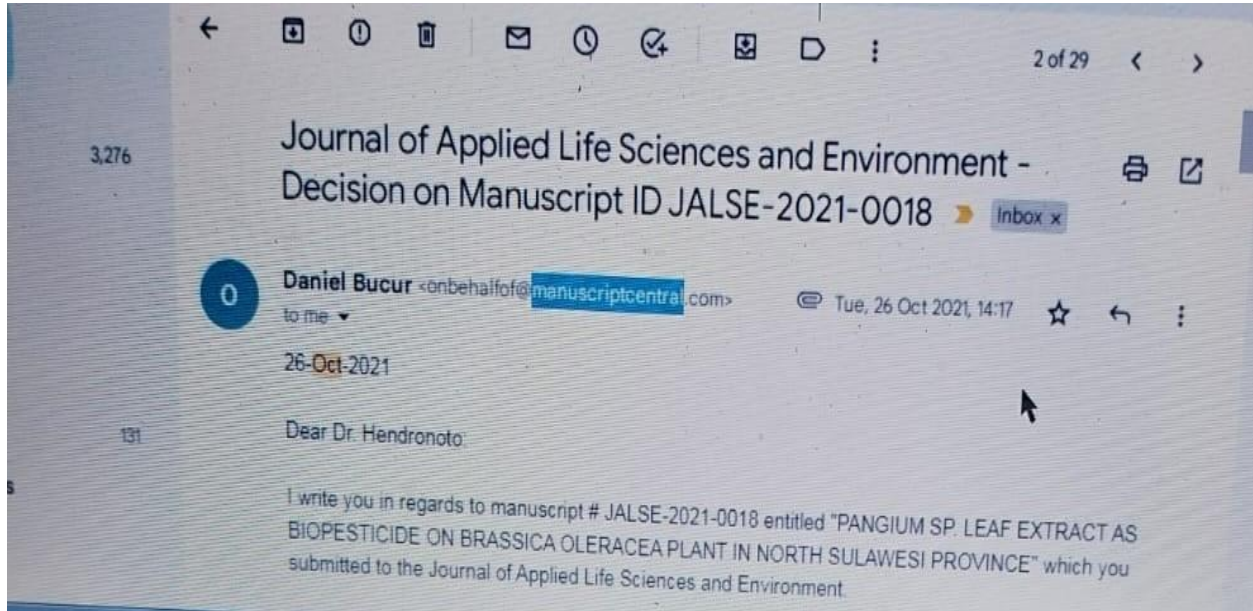 2 of 29
3,276
Journal of Applied Life Sciences and Environment -
Decision on Manuscript ID JALSE-2021-0018 Inbox x
O
Daniel Bucur <onbehalfof@manuscriptcentral.com> Tue, 26 Oct 2021, 14:17
to me
26-Oct-2021
131
Dear Dr. Hendronoto:
s
I write you in regards to manuscript # JALSE-2021-0018 entitled "PANGIUM SP. LEAF EXTRACT AS
BIOPESTICIDE ON BRASSICA OLERACEA PLANT IN NORTH SULAWESI PROVINCE" which you
submitted to the Journal of Applied Life Sciences and Environment.